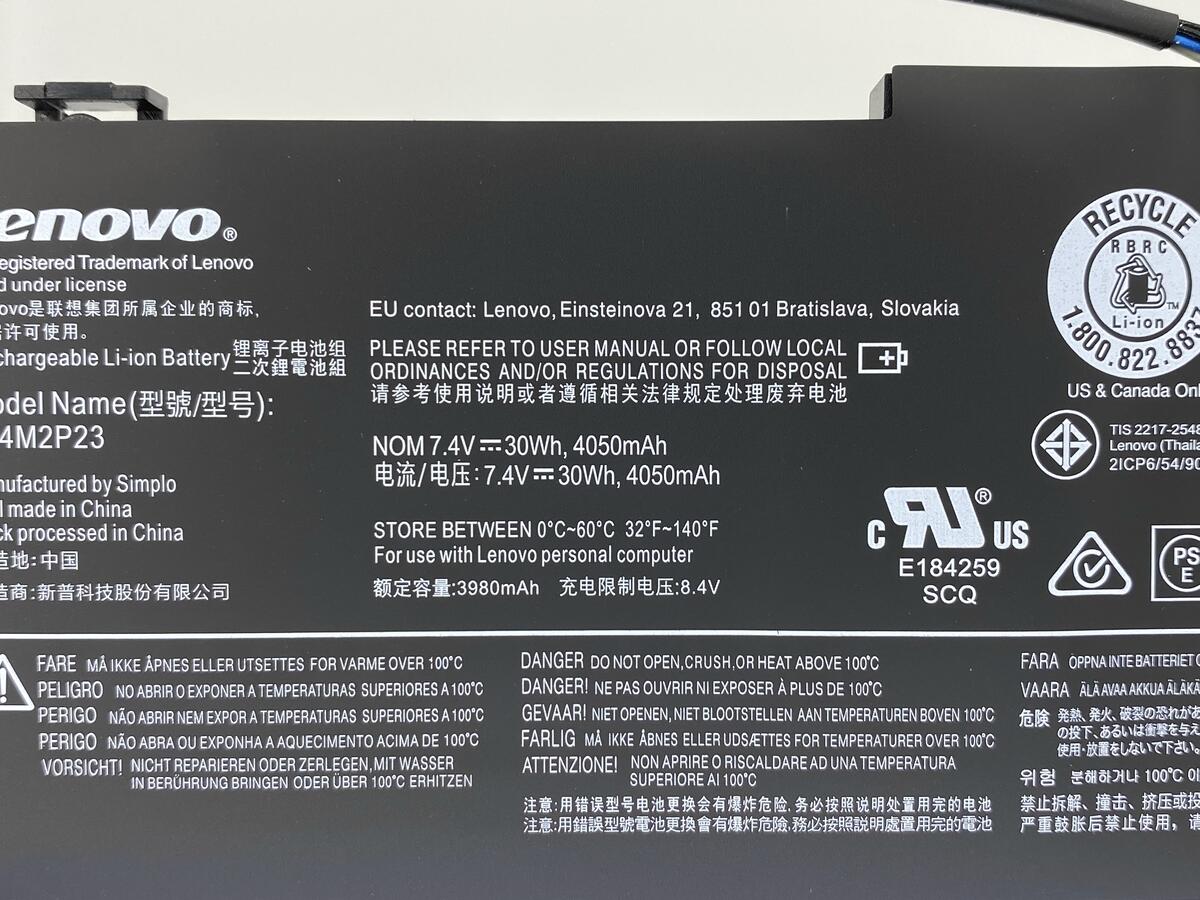 enovo®
egistered Trademark of Lenovo
d under license
ovo是联想集团所属企业的商标,
许可使用。
chargeable Li-ion Battery 锂离子电池组
二次鋰電池組
odel Name(型號/型号):
4M2P23
nufactured by Simplo
l made in China
ck processed in China
造地:中国
造商:新普科技股份有限公司
EU contact: Lenovo, Einsteinova 21, 851 01 Bratislava, Slovakia
PLEASE REFER TO USER MANUAL OR FOLLOW LOCAL
ORDINANCES AND/OR REGULATIONS FOR DISPOSAL
请参考使用说明或者遵循相关法律规定处理废弃电池
NOM 7.4V⎓30Wh, 4050mAh
电流/电压: 7.4V⎓30Wh, 4050mAh
STORE BETWEEN 0°C~60°C 32°F~140°F
For use with Lenovo personal computer
额定容量:3980mAh 充电限制电压:8.4V
RECYCLE
RBRC
TM
Li-ion
1.800.822.8837
US & Canada Onl
TIS 2217-2548
Lenovo (Thaila
2ICP6/54/90
C RU® US
E184259
SCQ
PS
E
FARE MÅ IKKE ÅPNES ELLER UTSETTES FOR VARME OVER 100°C
PELIGRO NO ABRIR O EXPONER A TEMPERATURAS SUPERIORES A 100°C
PERIGO NÃO ABRIR NEM EXPOR A TEMPERATURAS SUPERIORES A 100°C
PERIGO NÃO ABRA OU EXPONHA A AQUECIMENTO ACIMA DE 100°C
VORSICHT! NICHT REPARIEREN ODER ZERLEGEN, MIT WASSER
IN BERÜHRUNG BRINGEN ODER ÜBER 100°C ERHITZEN
DANGER DO NOT OPEN, CRUSH, OR HEAT ABOVE 100°C
DANGER! NE PAS OUVRIR NI EXPOSER À PLUS DE 100°C
GEVAAR! NIET OPENEN, NIET BLOOTSTELLEN AAN TEMPERATUREN BOVEN 100°C
FARLIG MÅ IKKE ÅBNES ELLER UDSÆTTES FOR TEMPERATURER OVER 100°C
ATTENZIONE! NON APRIRE O RISCALDARE AD UNA TEMPERATURA
SUPERIORE AI 100°C
注意:用错误型号电池更换会有爆炸危险.务必按照说明处置用完的电池
注意:用錯誤型號電池更換會有爆炸危險.務必按照説明處置用完的電池
FARA ÖPPNA INTE BATTERIET
VAARA ÄLÄ AVAA AKKUA ÄLÄKÄ
危険 発熱、発火、破裂の恐れがあ
の投下、あるいは衝撃を与え
使用・放置をしないで下さい。
위험 분해하거나 100°C 이
禁止拆解、撞击、挤压或投
严重鼓胀后禁止使用，请